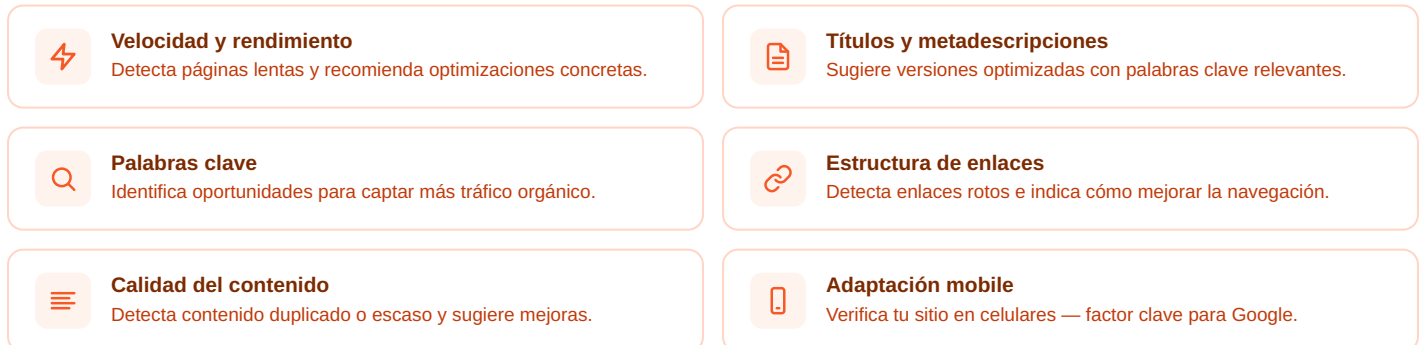 Velocidad y rendimiento
Detecta páginas lentas y recomienda optimizaciones concretas.
Títulos y metadescripciones
Sugiere versiones optimizadas con palabras clave relevantes.
Palabras clave
Identifica oportunidades para captar más tráfico orgánico.
Estructura de enlaces
Detecta enlaces rotos e indica cómo mejorar la navegación.
Calidad del contenido
Detecta contenido duplicado o escaso y sugiere mejoras.
Adaptación mobile
Verifica tu sitio en celulares — factor clave para Google.